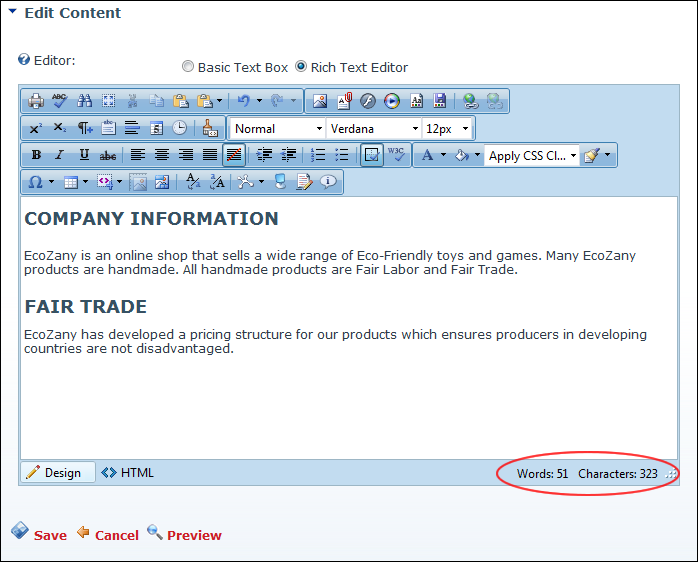 Edit Content
Editor: Basic Text Box Rich Text Editor
ABC
Normal Verdana 12px
B I U abc W3C A Apply CSS Cl...
Ω
COMPANY INFORMATION
EcoZany is an online shop that sells a wide range of Eco-Friendly toys and games. Many EcoZany
products are handmade. All handmade products are Fair Labor and Fair Trade.
FAIR TRADE
EcoZany has developed a pricing structure for our products which ensures producers in developing
countries are not disadvantaged.
Design HTML Words: 51 Characters: 323
Save Cancel Preview